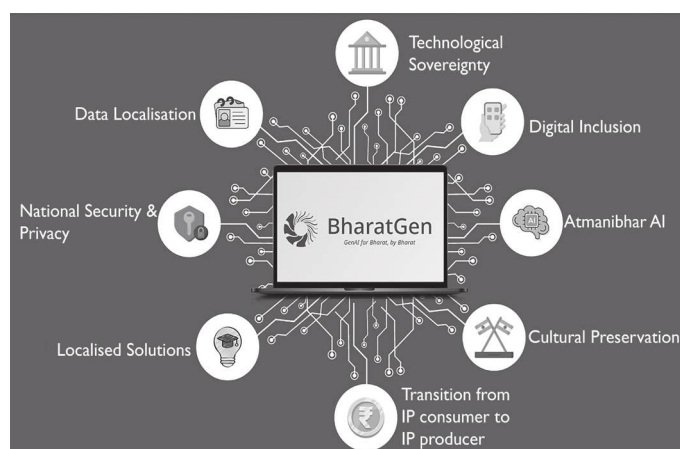 Technological
Sovereignty
Data Localisation
Digital Inclusion
National Security &
Privacy
BharatGen
GenAI for Bharat, by Bharat
AI
Atmanibhar AI
Localised Solutions
Cultural Preservation
₹
Transition from
IP consumer to
IP producer